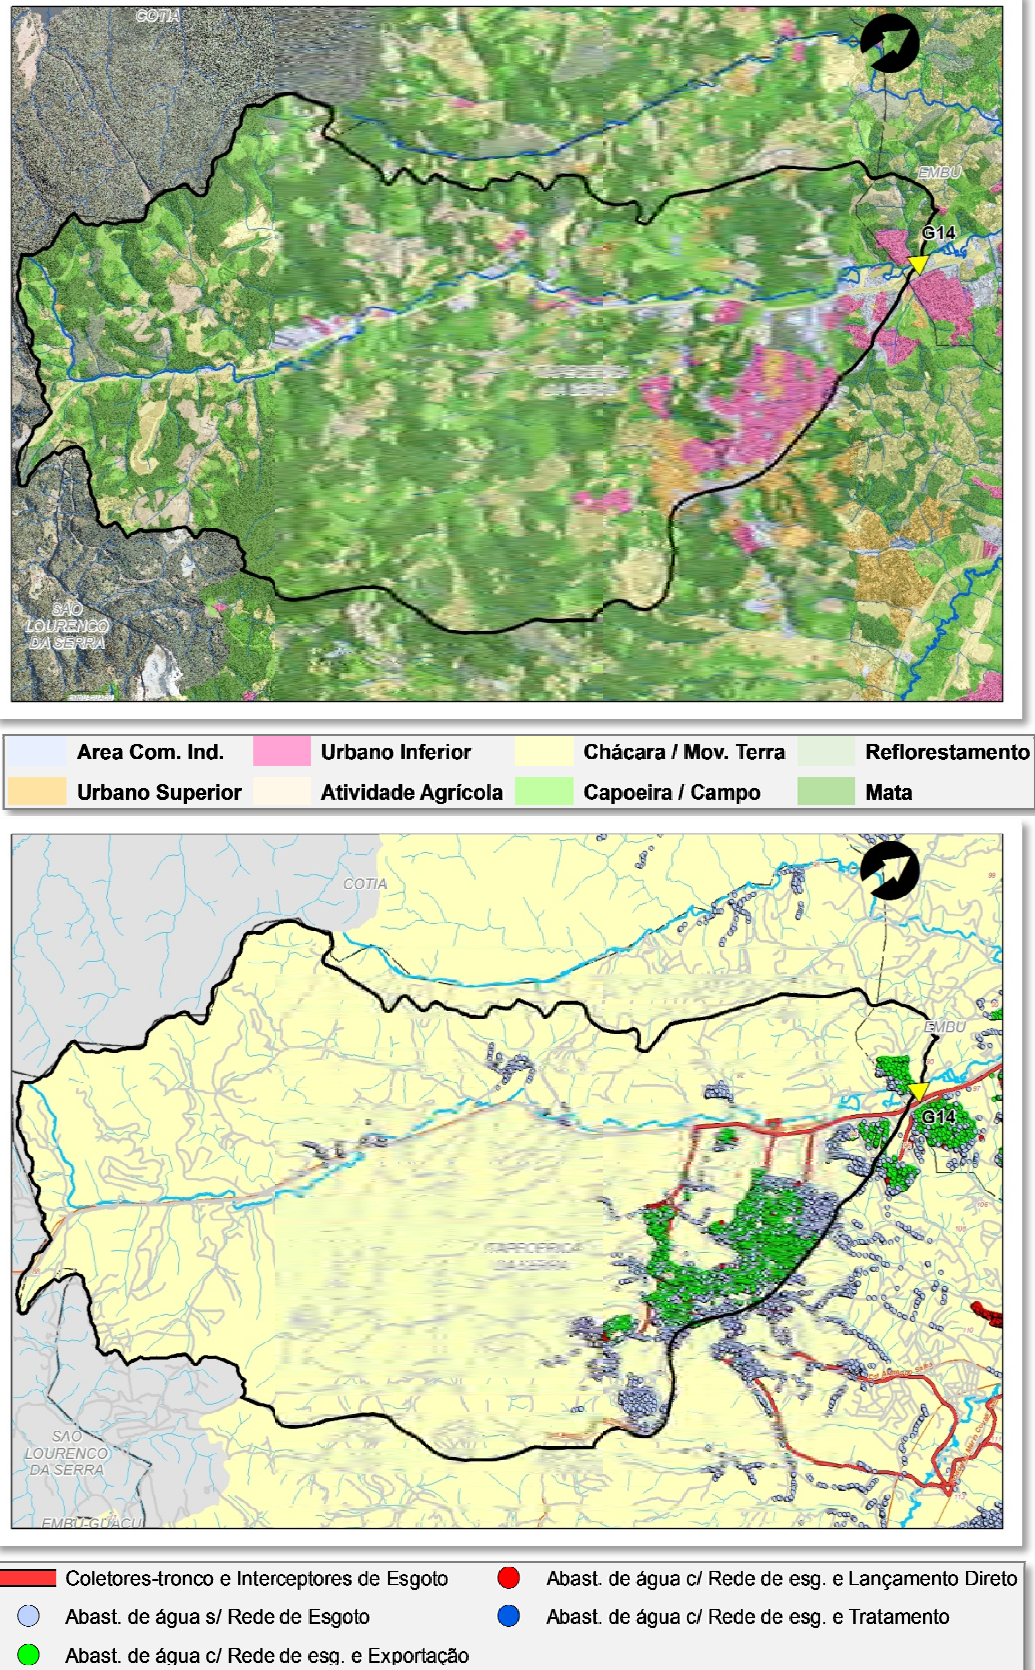 COTIA
EMBU
G14
SÃO
LOURENÇO
DA SERRA
Area Com. Ind.
Urbano Inferior
Chácara / Mov. Terra
Reflorestamento
Urbano Superior
Atividade Agrícola
Capoeira / Campo
Mata
COTIA
EMBU
G14
SÃO
LOURENÇO
DA SERRA
EMBU-GUAÇU
Coletores-tronco e Interceptores de Esgoto
Abast. de água c/ Rede de esg. e Lançamento Direto
Abast. de água s/ Rede de Esgoto
Abast. de água c/ Rede de esg. e Tratamento
Abast. de água c/ Rede de esg. e Exportação